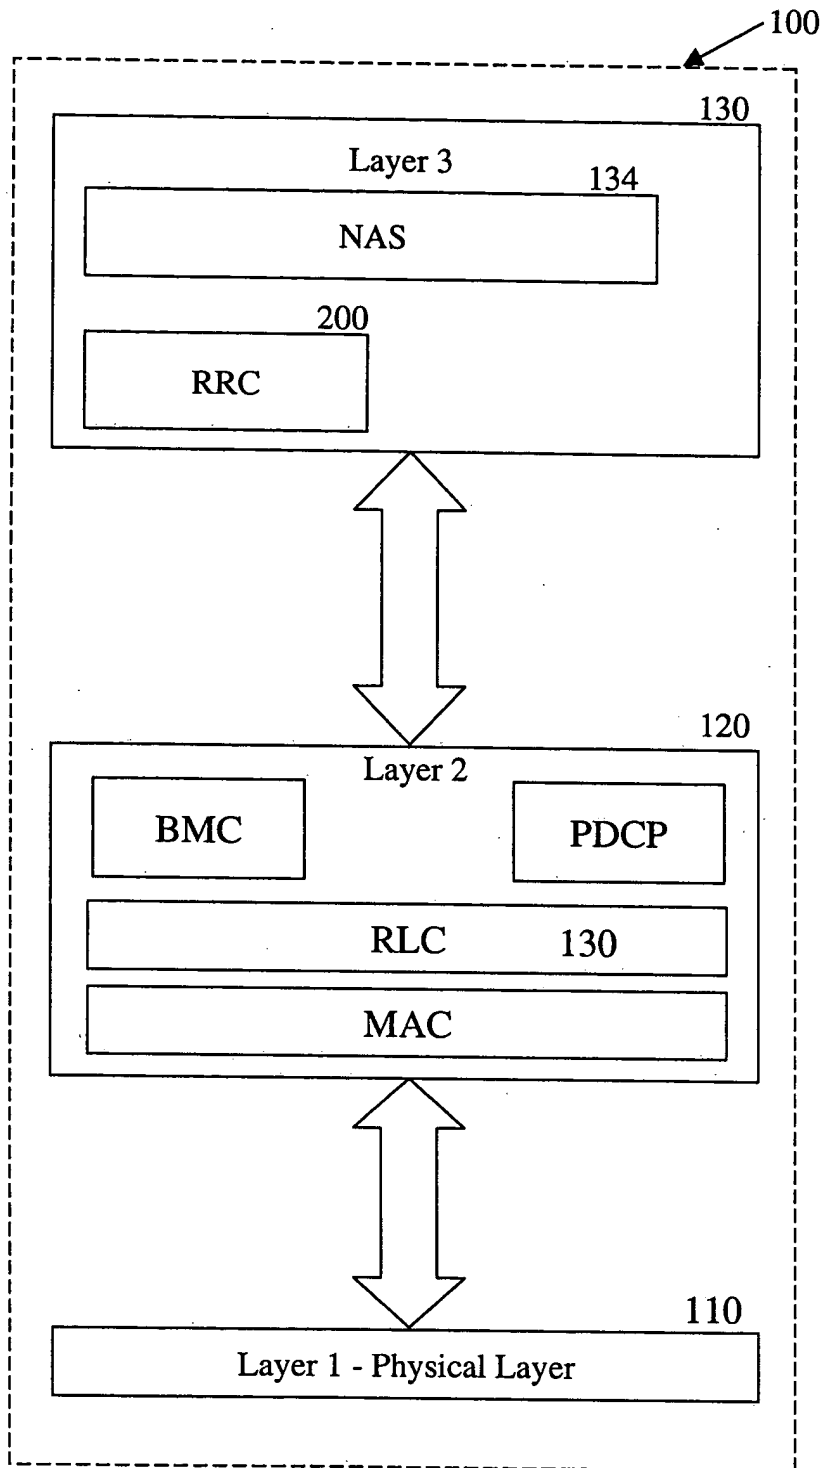 100
130
Layer 3
134
NAS
200
RRC
120
Layer 2
BMC
PDCP
RLC 130
MAC
110
Layer 1 - Physical Layer